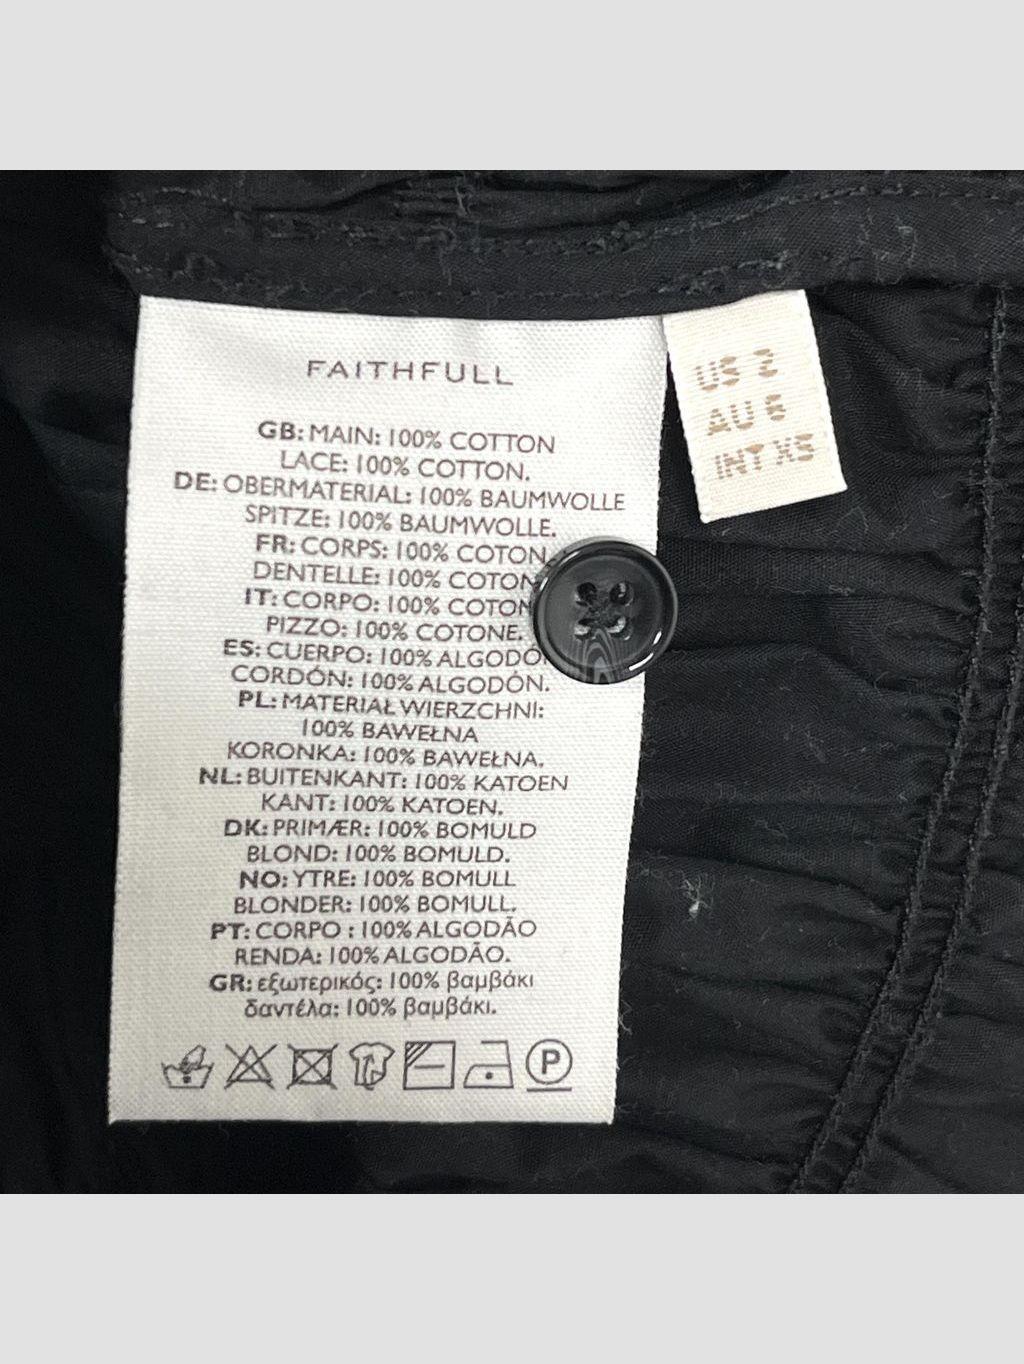 FAITHFULL
GB: MAIN: 100% COTTON
LACE: 100% COTTON.
DE: OBERMATERIAL: 100% BAUMWOLLE
SPITZE: 100% BAUMWOLLE.
FR: CORPS: 100% COTON
DENTELLE: 100% COTON
IT: CORPO: 100%
PIZZO: 100% COTONE.
ES: CUERPO: 100%
CORDÓN: 100% ALGODÓN.
PL: MATERIAŁ WIERZCHNI:
100% BAWEŁNA
KORONKA: 100% BAWEŁNA.
NL: BUITENKANT: 100% KATOEN
KANT: 100% KATOEN.
DK: PRIMÆR: 100% BOMULD
BLOND: 100% BOMULD.
NO: YTRE: 100% BOMULL
BLONDER: 100% BOMULL.
PT: CORPO : 100% ALGODÃO
RENDA: 100% ALGODÃO.
GR: εξωτερικός: 100% βαμβάκι
δαντέλα: 100% βαμβάκι.
P
US 2
AU 6
INT XS